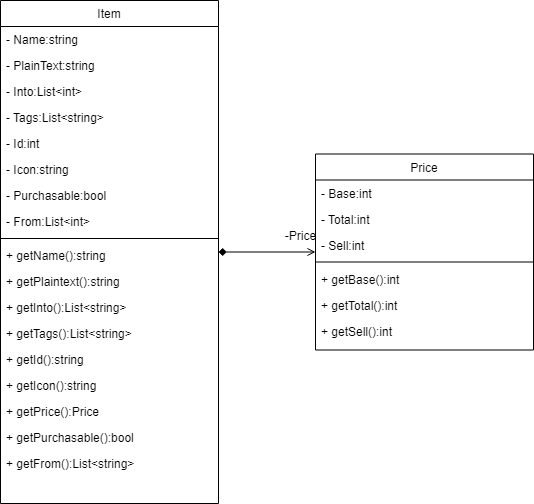 Item
- Name:string
- PlainText:string
- Into:List<int>
- Tags:List<string>
- Id:int
- Icon:string
- Purchasable:bool
- From:List<int>
+ getName():string
+ getPlaintext():string
+ getInto():List<string>
+ getTags():List<string>
+ getId():string
+ getIcon():string
+ getPrice():Price
+ getPurchasable():bool
+ getFrom():List<string>
-Price
Price
- Base:int
- Total:int
- Sell:int
+ getBase():int
+ getTotal():int
+ getSell():int